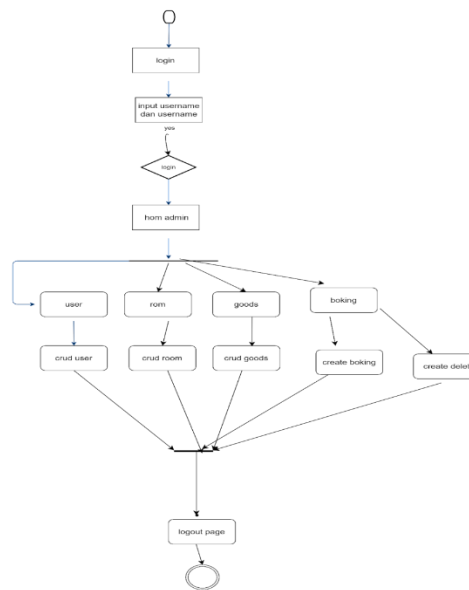 login
input username
dan username
yes
login
hom admin
user
rom
goods
boking
crud user
crud room
crud goods
create boking
create delet
logout page